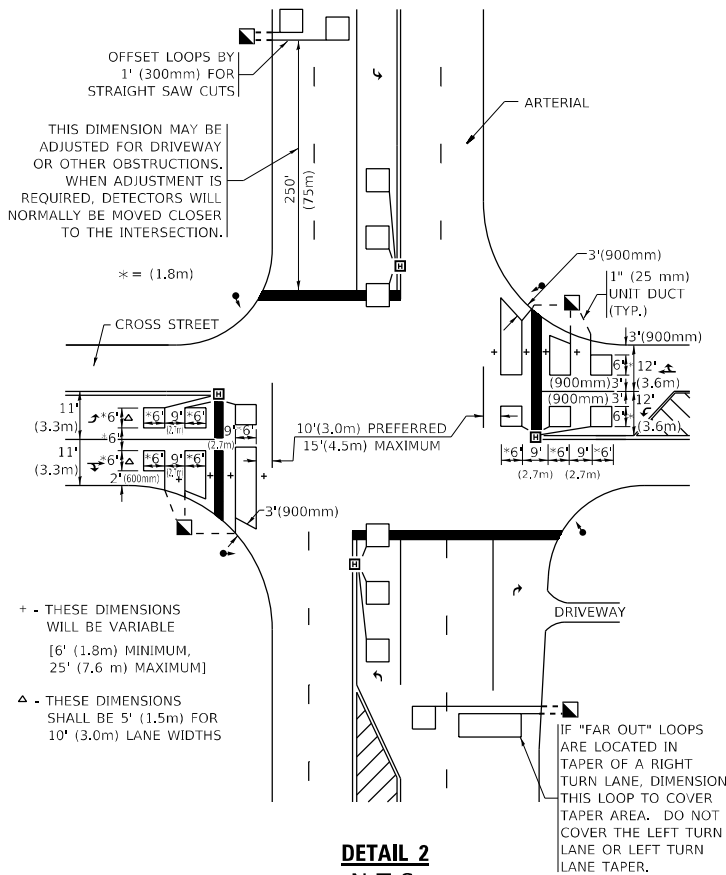 OFFSET LOOPS BY
1' (300mm) FOR
STRAIGHT SAW CUTS
ARTERIAL
THIS DIMENSION MAY BE
ADJUSTED FOR DRIVEWAY
OR OTHER OBSTRUCTIONS.
WHEN ADJUSTMENT IS
REQUIRED, DETECTORS WILL
NORMALLY BE MOVED CLOSER
TO THE INTERSECTION.
250'
(75m)
* = (1.8m)
H
3'(900mm)
1" (25 mm)
UNIT DUCT
(TYP.)
CROSS STREET
3'(900mm)
+ + + +
6'* 12'
(900mm) 3' (3.6m)
(900mm) 3' 12'
6'* (3.6m)
H
11'
(3.3m)
*6'
*6' 9' *6'
(2.7m)
9' *6'
(2.7m)
*6'
11'
(3.3m)
*6'
*6' 9' *6'
2' (600mm)
+ + + +
10'(3.0m) PREFERRED
15'(4.5m) MAXIMUM
H
*6' 9' *6' 9' *6'
(2.7m) (2.7m)
3'(900mm)
H
DRIVEWAY
+ - THESE DIMENSIONS
WILL BE VARIABLE
[6' (1.8m) MINIMUM,
25' (7.6 m) MAXIMUM]
△ - THESE DIMENSIONS
SHALL BE 5' (1.5m) FOR
10' (3.0m) LANE WIDTHS
IF "FAR OUT" LOOPS
ARE LOCATED IN
TAPER OF A RIGHT
TURN LANE, DIMENSION
THIS LOOP TO COVER
TAPER AREA. DO NOT
COVER THE LEFT TURN
LANE OR LEFT TURN
LANE TAPER.
DETAIL 2